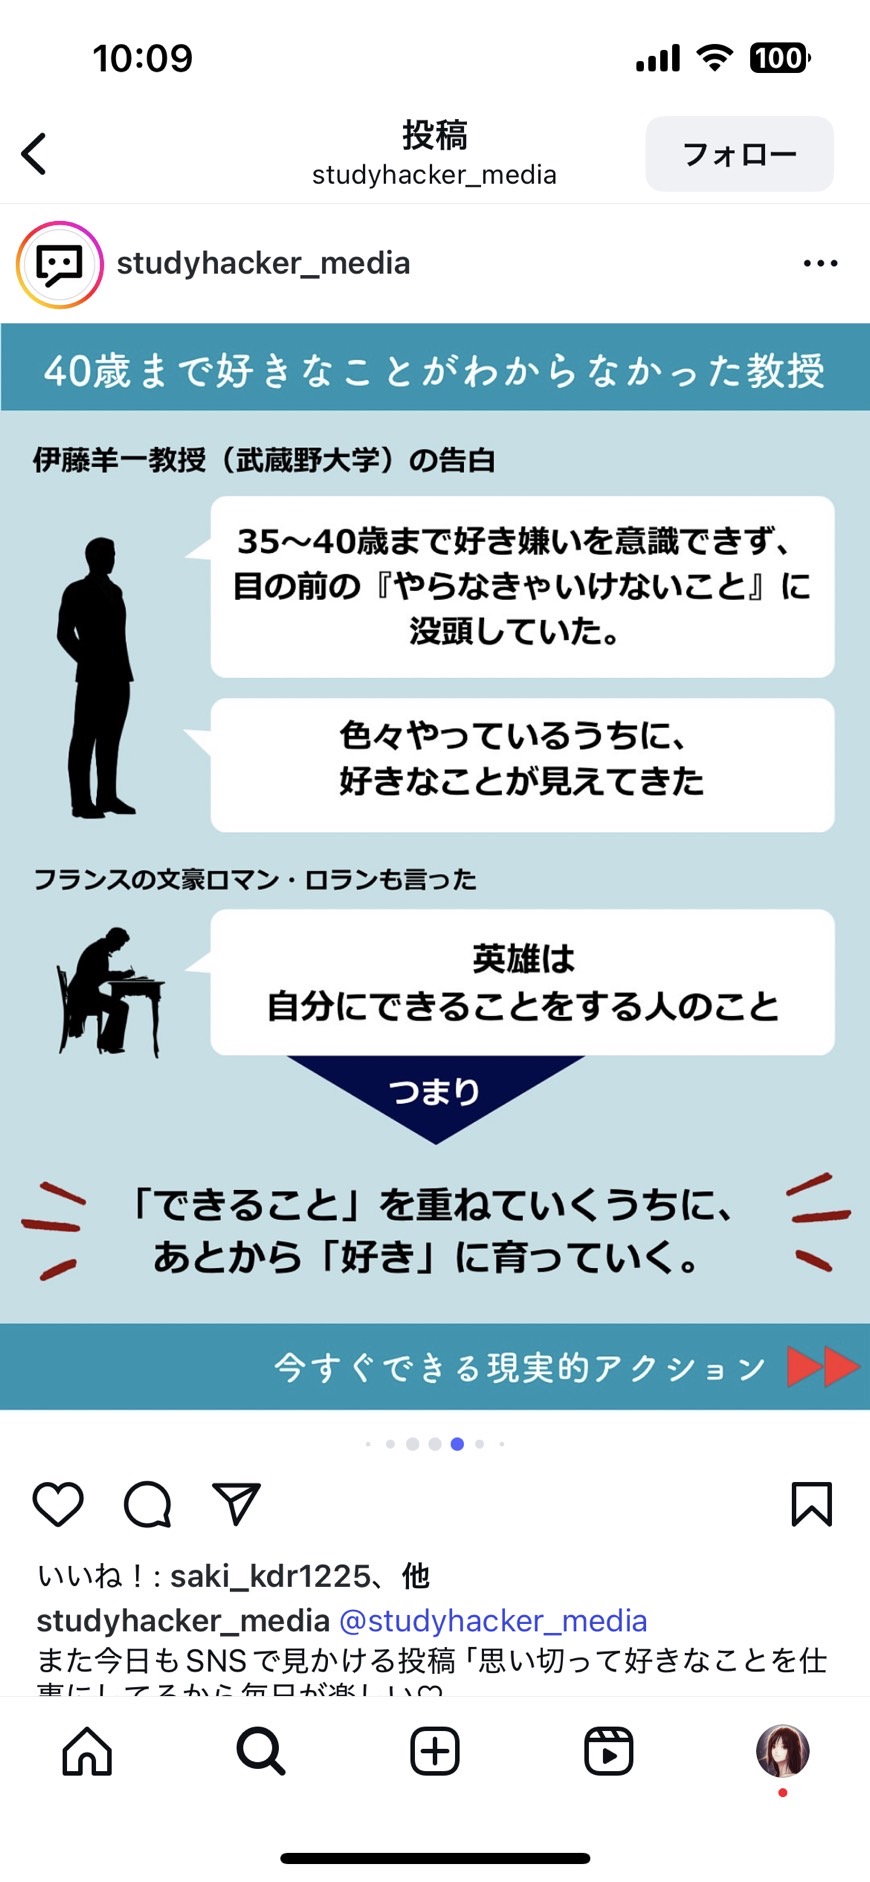 10:09
100
投稿
studyhacker_media
フォロー
studyhacker_media
40歳まで好きなことがわからなかった教授
伊藤羊一教授（武蔵野大学）の告白
35〜40歳まで好き嫌いを意識できず、
目の前の『やらなきゃいけないこと』に
没頭していた。
色々やっているうちに、
好きなことが見えてきた
フランスの文豪ロマン・ロランも言った
英雄は
自分にできることをする人のこと
つまり
「できること」を重ねていくうちに、
あとから「好き」に育っていく。
今すぐできる現実的アクション
いいね！: saki_kdr1225、他
studyhacker_media @studyhacker_media
また今日もSNSで見かける投稿「思い切って好きなことを仕
事にしてるから毎日が楽しい♡